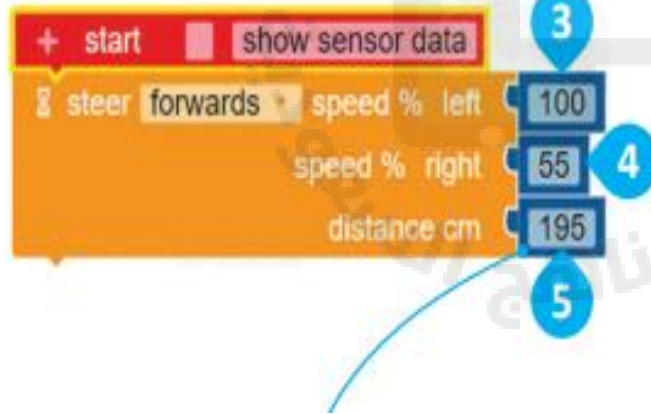 + start show sensor data
3
steer forwards speed % left 100
speed % right 55
4
distance cm 195
5